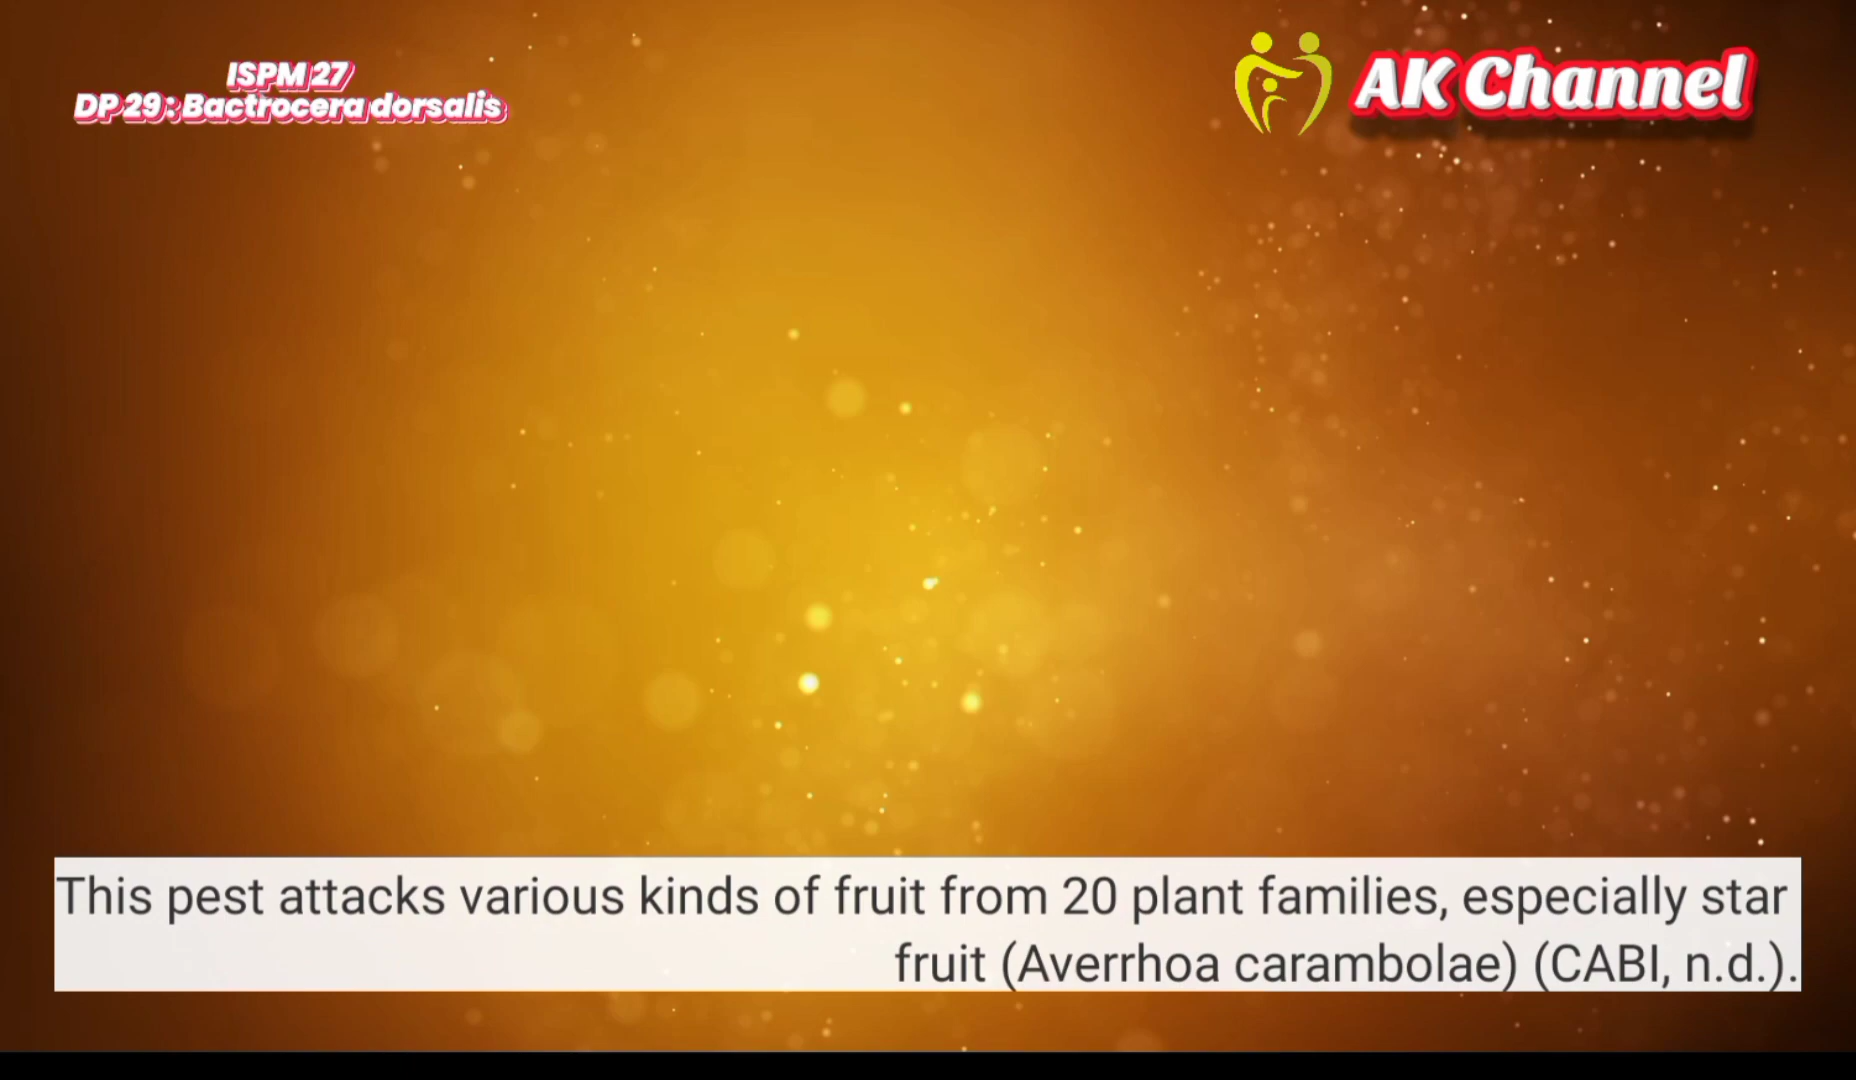 ISPM 27
DP 29 : Bactrocera dorsalis
AK Channel
This pest attacks various kinds of fruit from 20 plant families, especially star
fruit (Averrhoa carambolae) (CABI, n.d.).